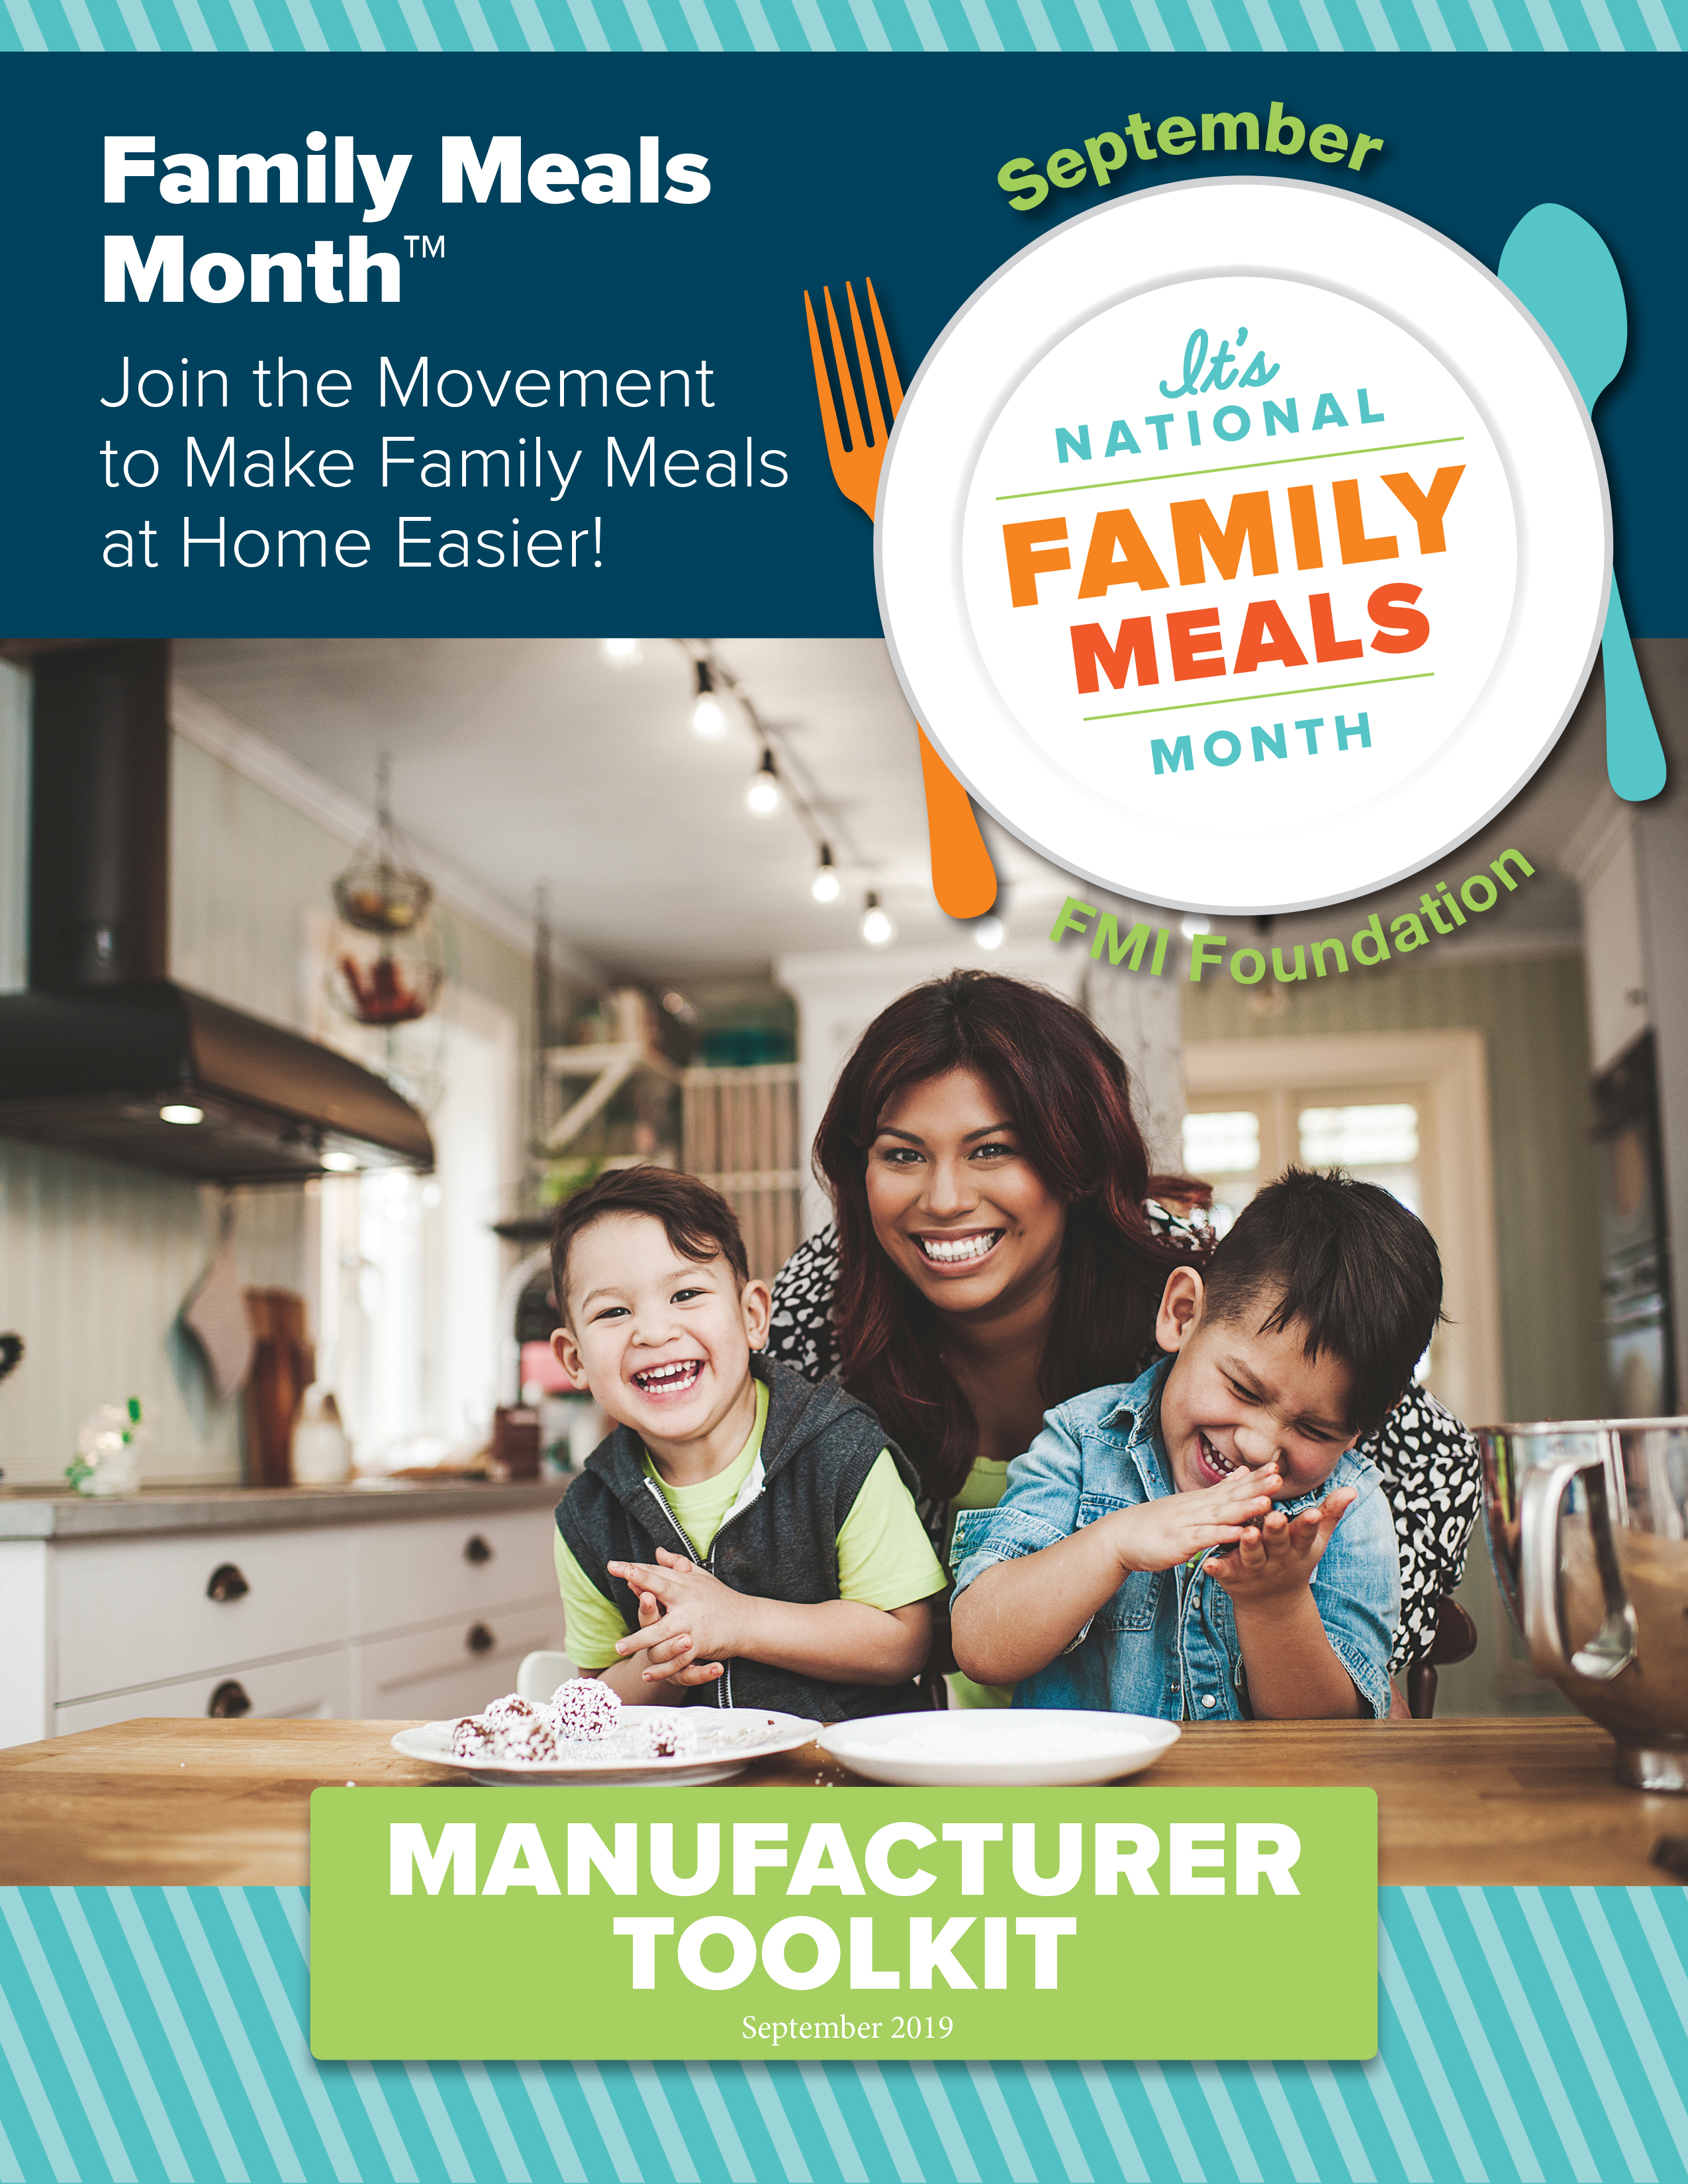 Family Meals
Month™
Join the Movement
to Make Family Meals
at Home Easier!
September
It's
NATIONAL
FAMILY
MEALS
MONTH
FMI Foundation
MANUFACTURER
TOOLKIT
September 2019